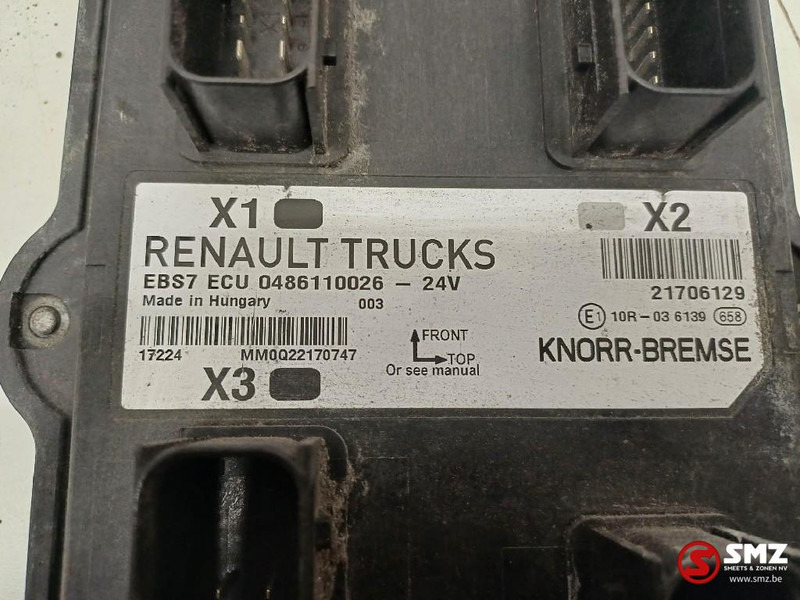 X1
X2
RENAULT TRUCKS
EBS7 ECU 0486110026 - 24V
Made in Hungary 003
21706129
E1 10R-03 6139 658
17224 MM0Q22170747
FRONT
TOP
Or see manual
KNORR-BREMSE
X3
SMZ
SMEETS & ZONEN NV
www.smz.be